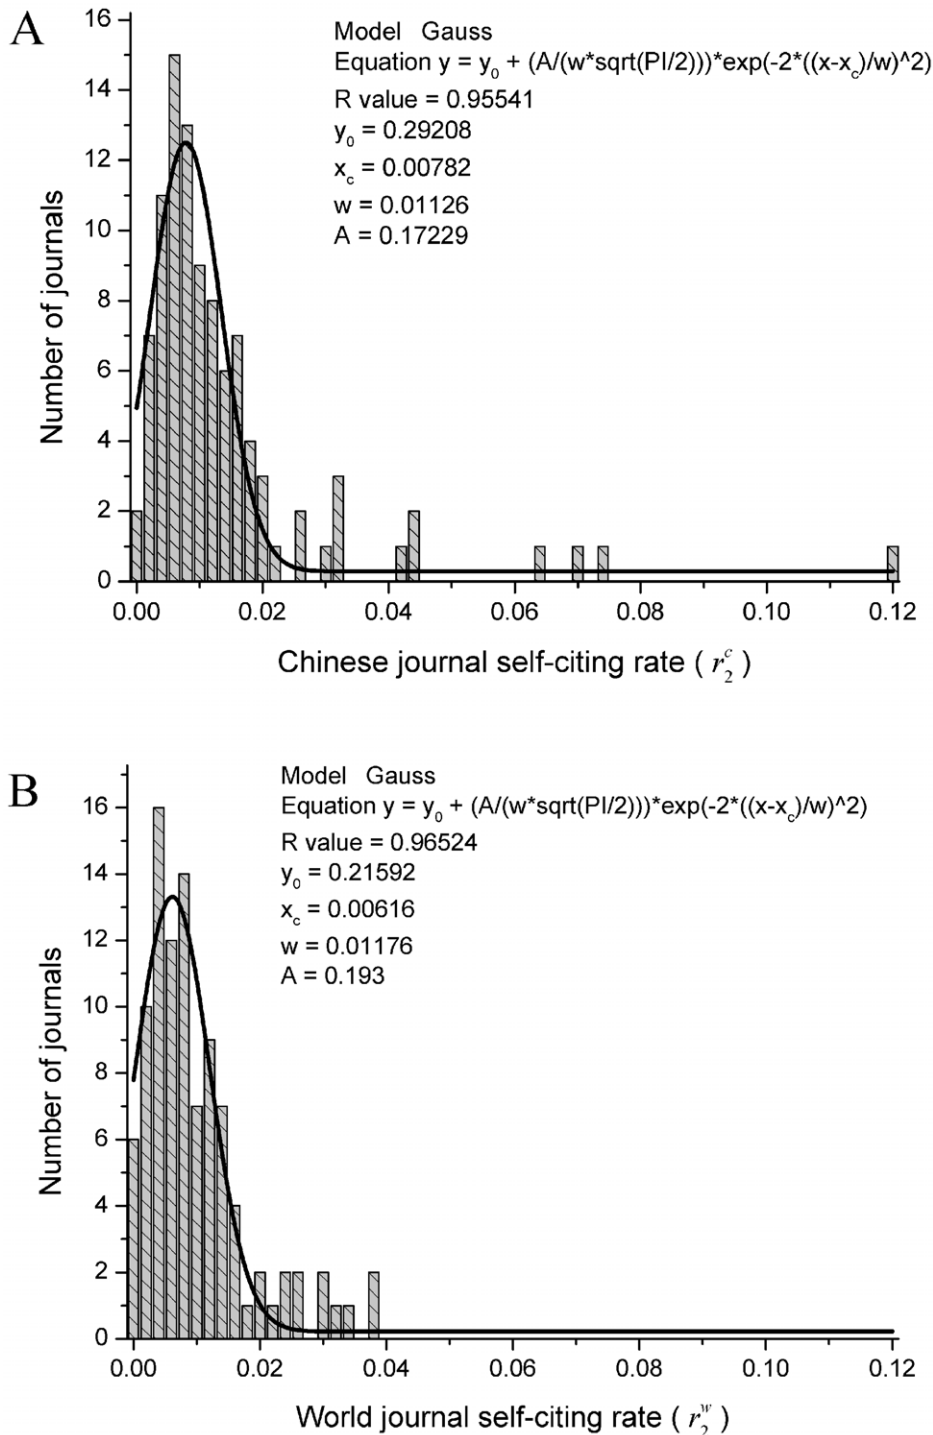 A
Model Gauss
Equation y = y₀ + (A/(w*sqrt(PI/2)))*exp(-2*((x-x_c)/w)^2)
R value = 0.95541
y₀ = 0.29208
x_c = 0.00782
w = 0.01126
A = 0.17229
Number of journals
16
14
12
10
8
6
4
2
0
0.00 0.02 0.04 0.06 0.08 0.10 0.12
Chinese journal self-citing rate ( r₂ᶜ )
B
Model Gauss
Equation y = y₀ + (A/(w*sqrt(PI/2)))*exp(-2*((x-x_c)/w)^2)
R value = 0.96524
y₀ = 0.21592
x_c = 0.00616
w = 0.01176
A = 0.193
Number of journals
16
14
12
10
8
6
4
2
0
0.00 0.02 0.04 0.06 0.08 0.10 0.12
World journal self-citing rate ( r₂ʷ )